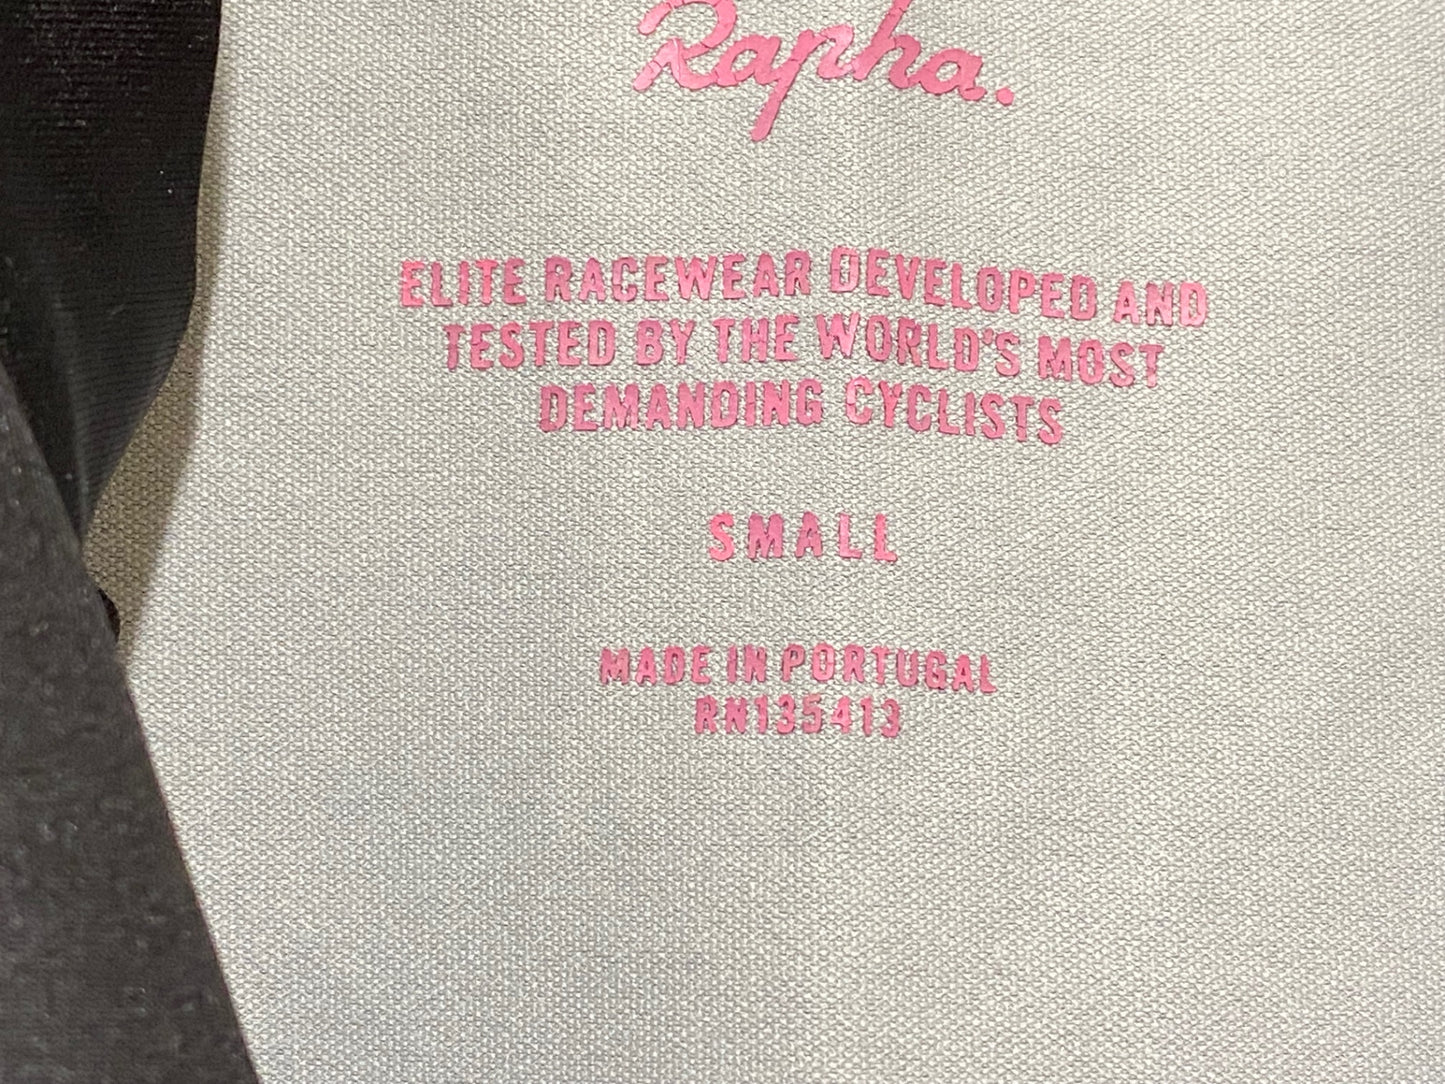 Rapha.
ELITE RACEWEAR DEVELOPED AND
TESTED BY THE WORLD'S MOST
DEMANDING CYCLISTS
SMALL
MADE IN PORTUGAL
RN135413